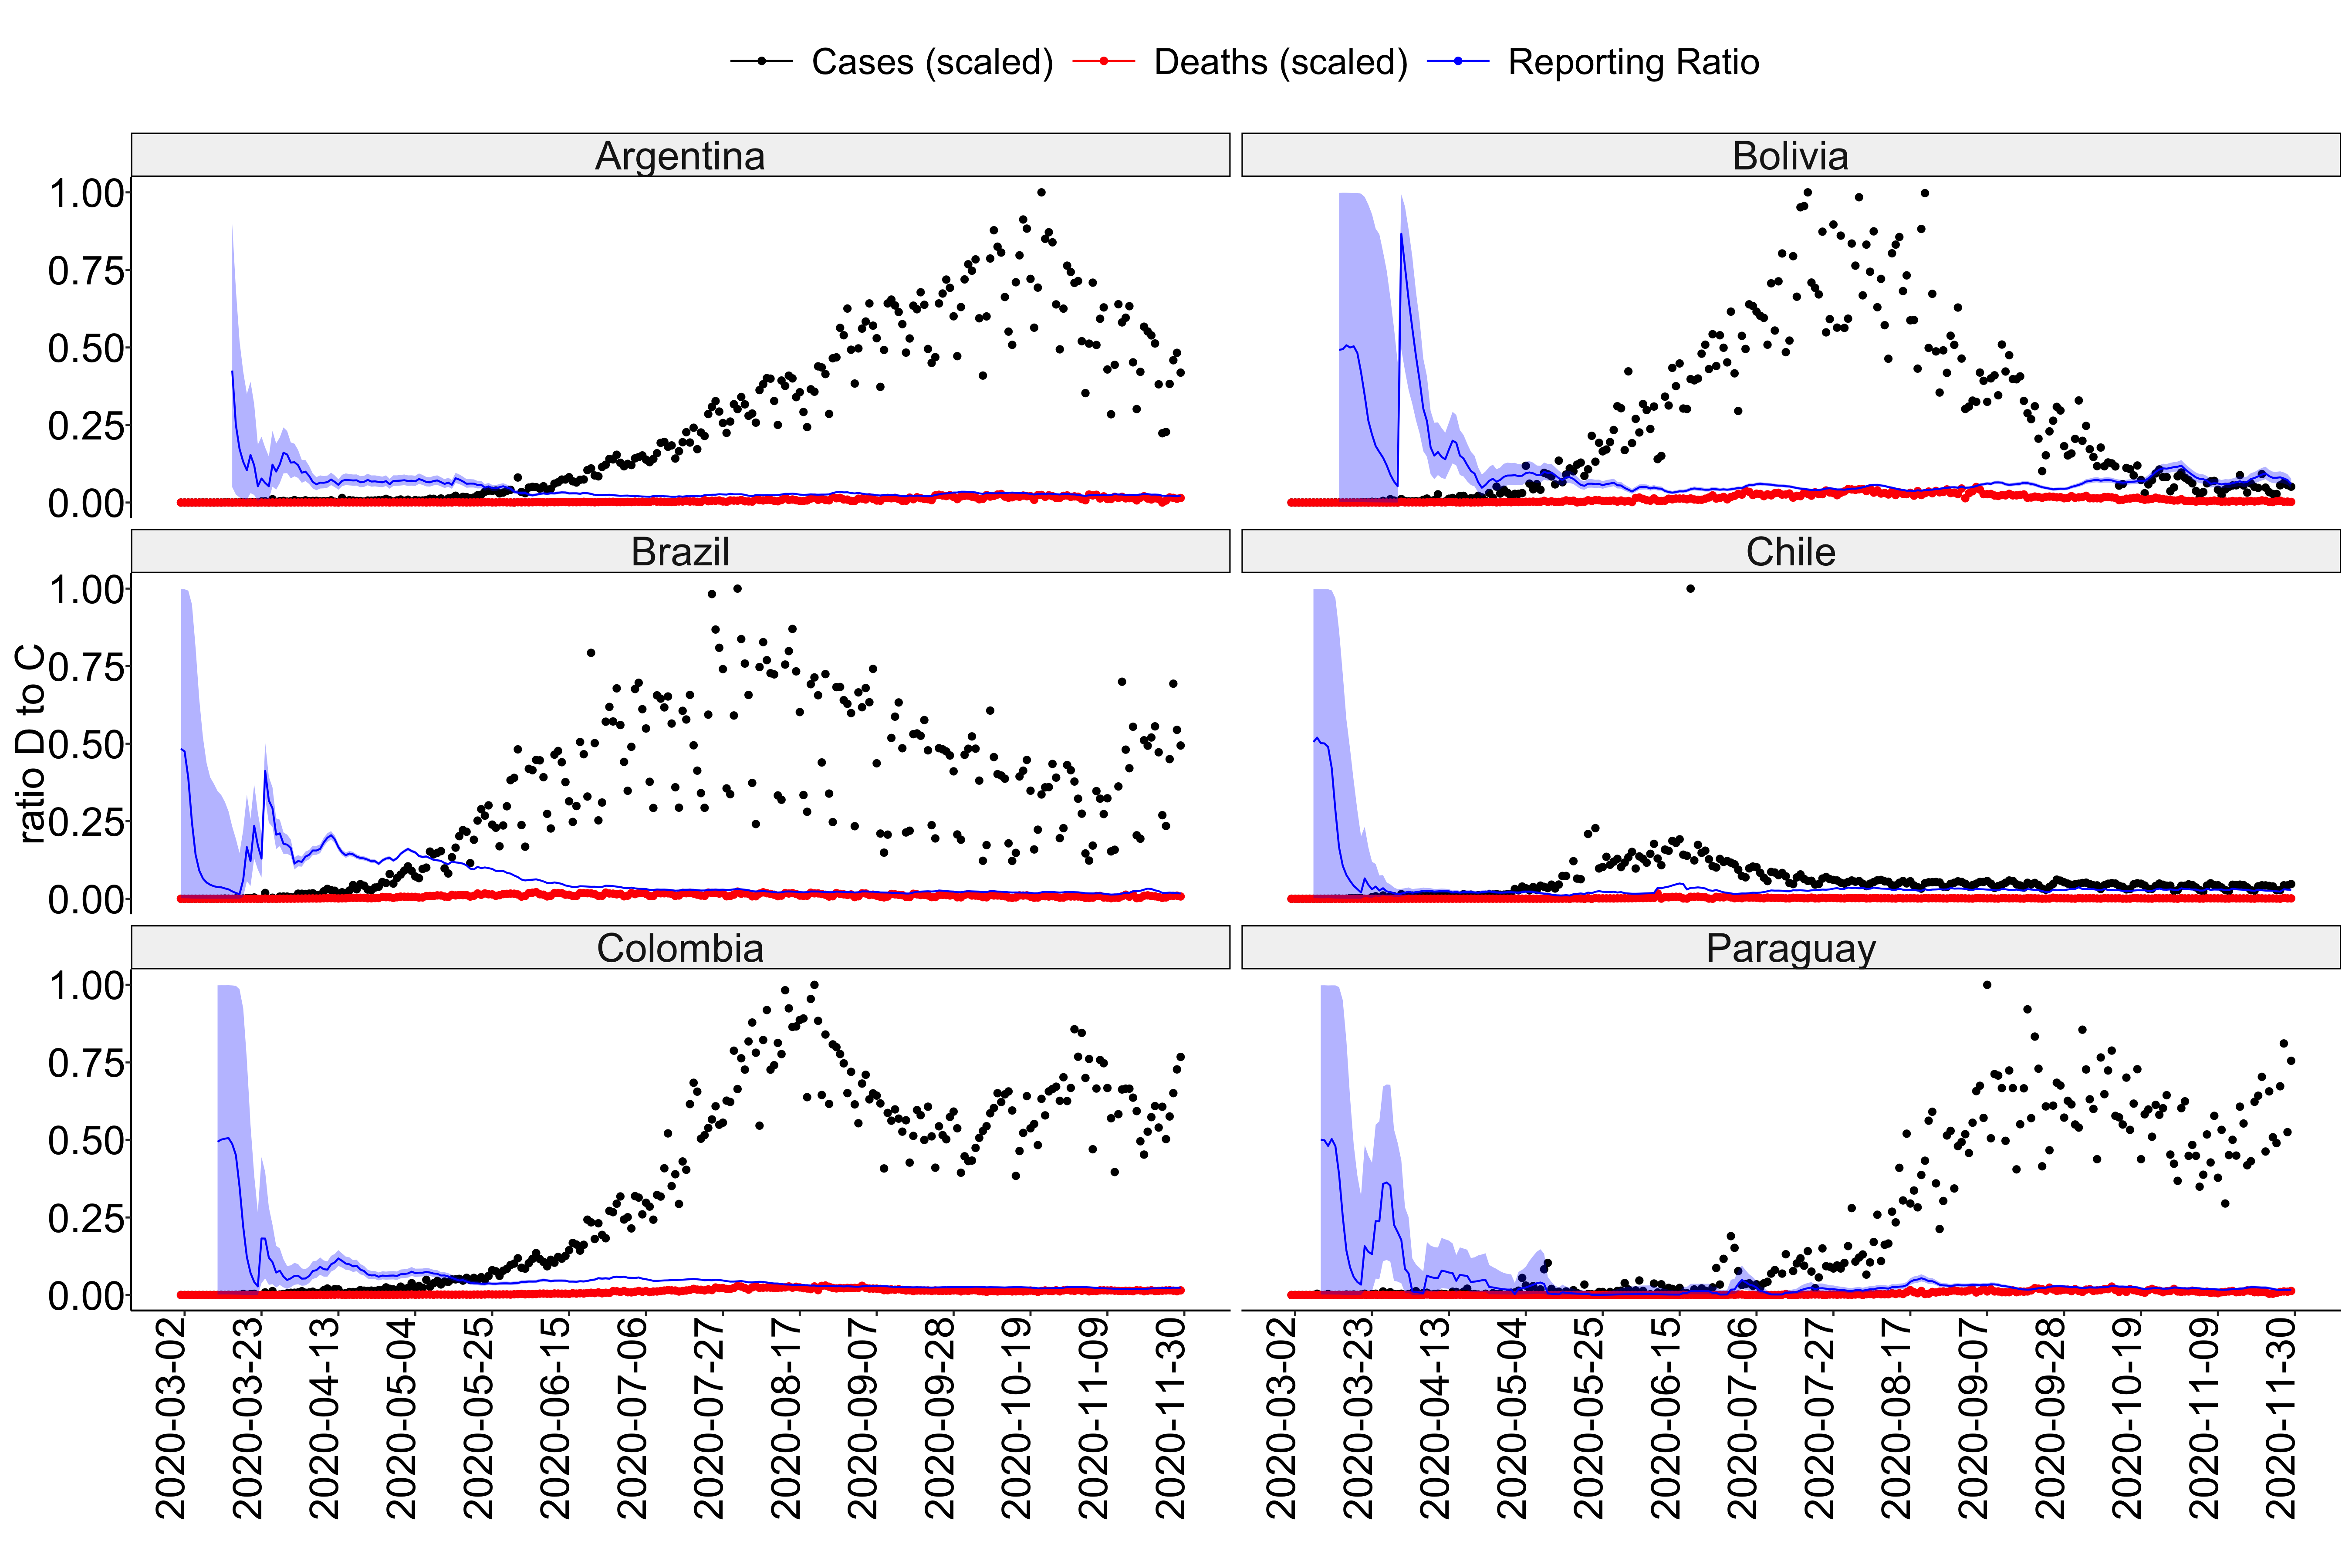 Cases (scaled) Deaths (scaled) Reporting Ratio
Argentina Bolivia
1.00
0.75
0.50
0.25
0.00
Brazil Chile
1.00
0.75
0.50
0.25
0.00
ratio D to C
Colombia Paraguay
1.00
0.75
0.50
0.25
0.00
2020-03-02 2020-03-23 2020-04-13 2020-05-04 2020-05-25 2020-06-15 2020-07-06 2020-07-27 2020-08-17 2020-09-07 2020-09-28 2020-10-19 2020-11-09 2020-11-30 2020-03-02 2020-03-23 2020-04-13 2020-05-04 2020-05-25 2020-06-15 2020-07-06 2020-07-27 2020-08-17 2020-09-07 2020-09-28 2020-10-19 2020-11-09 2020-11-30